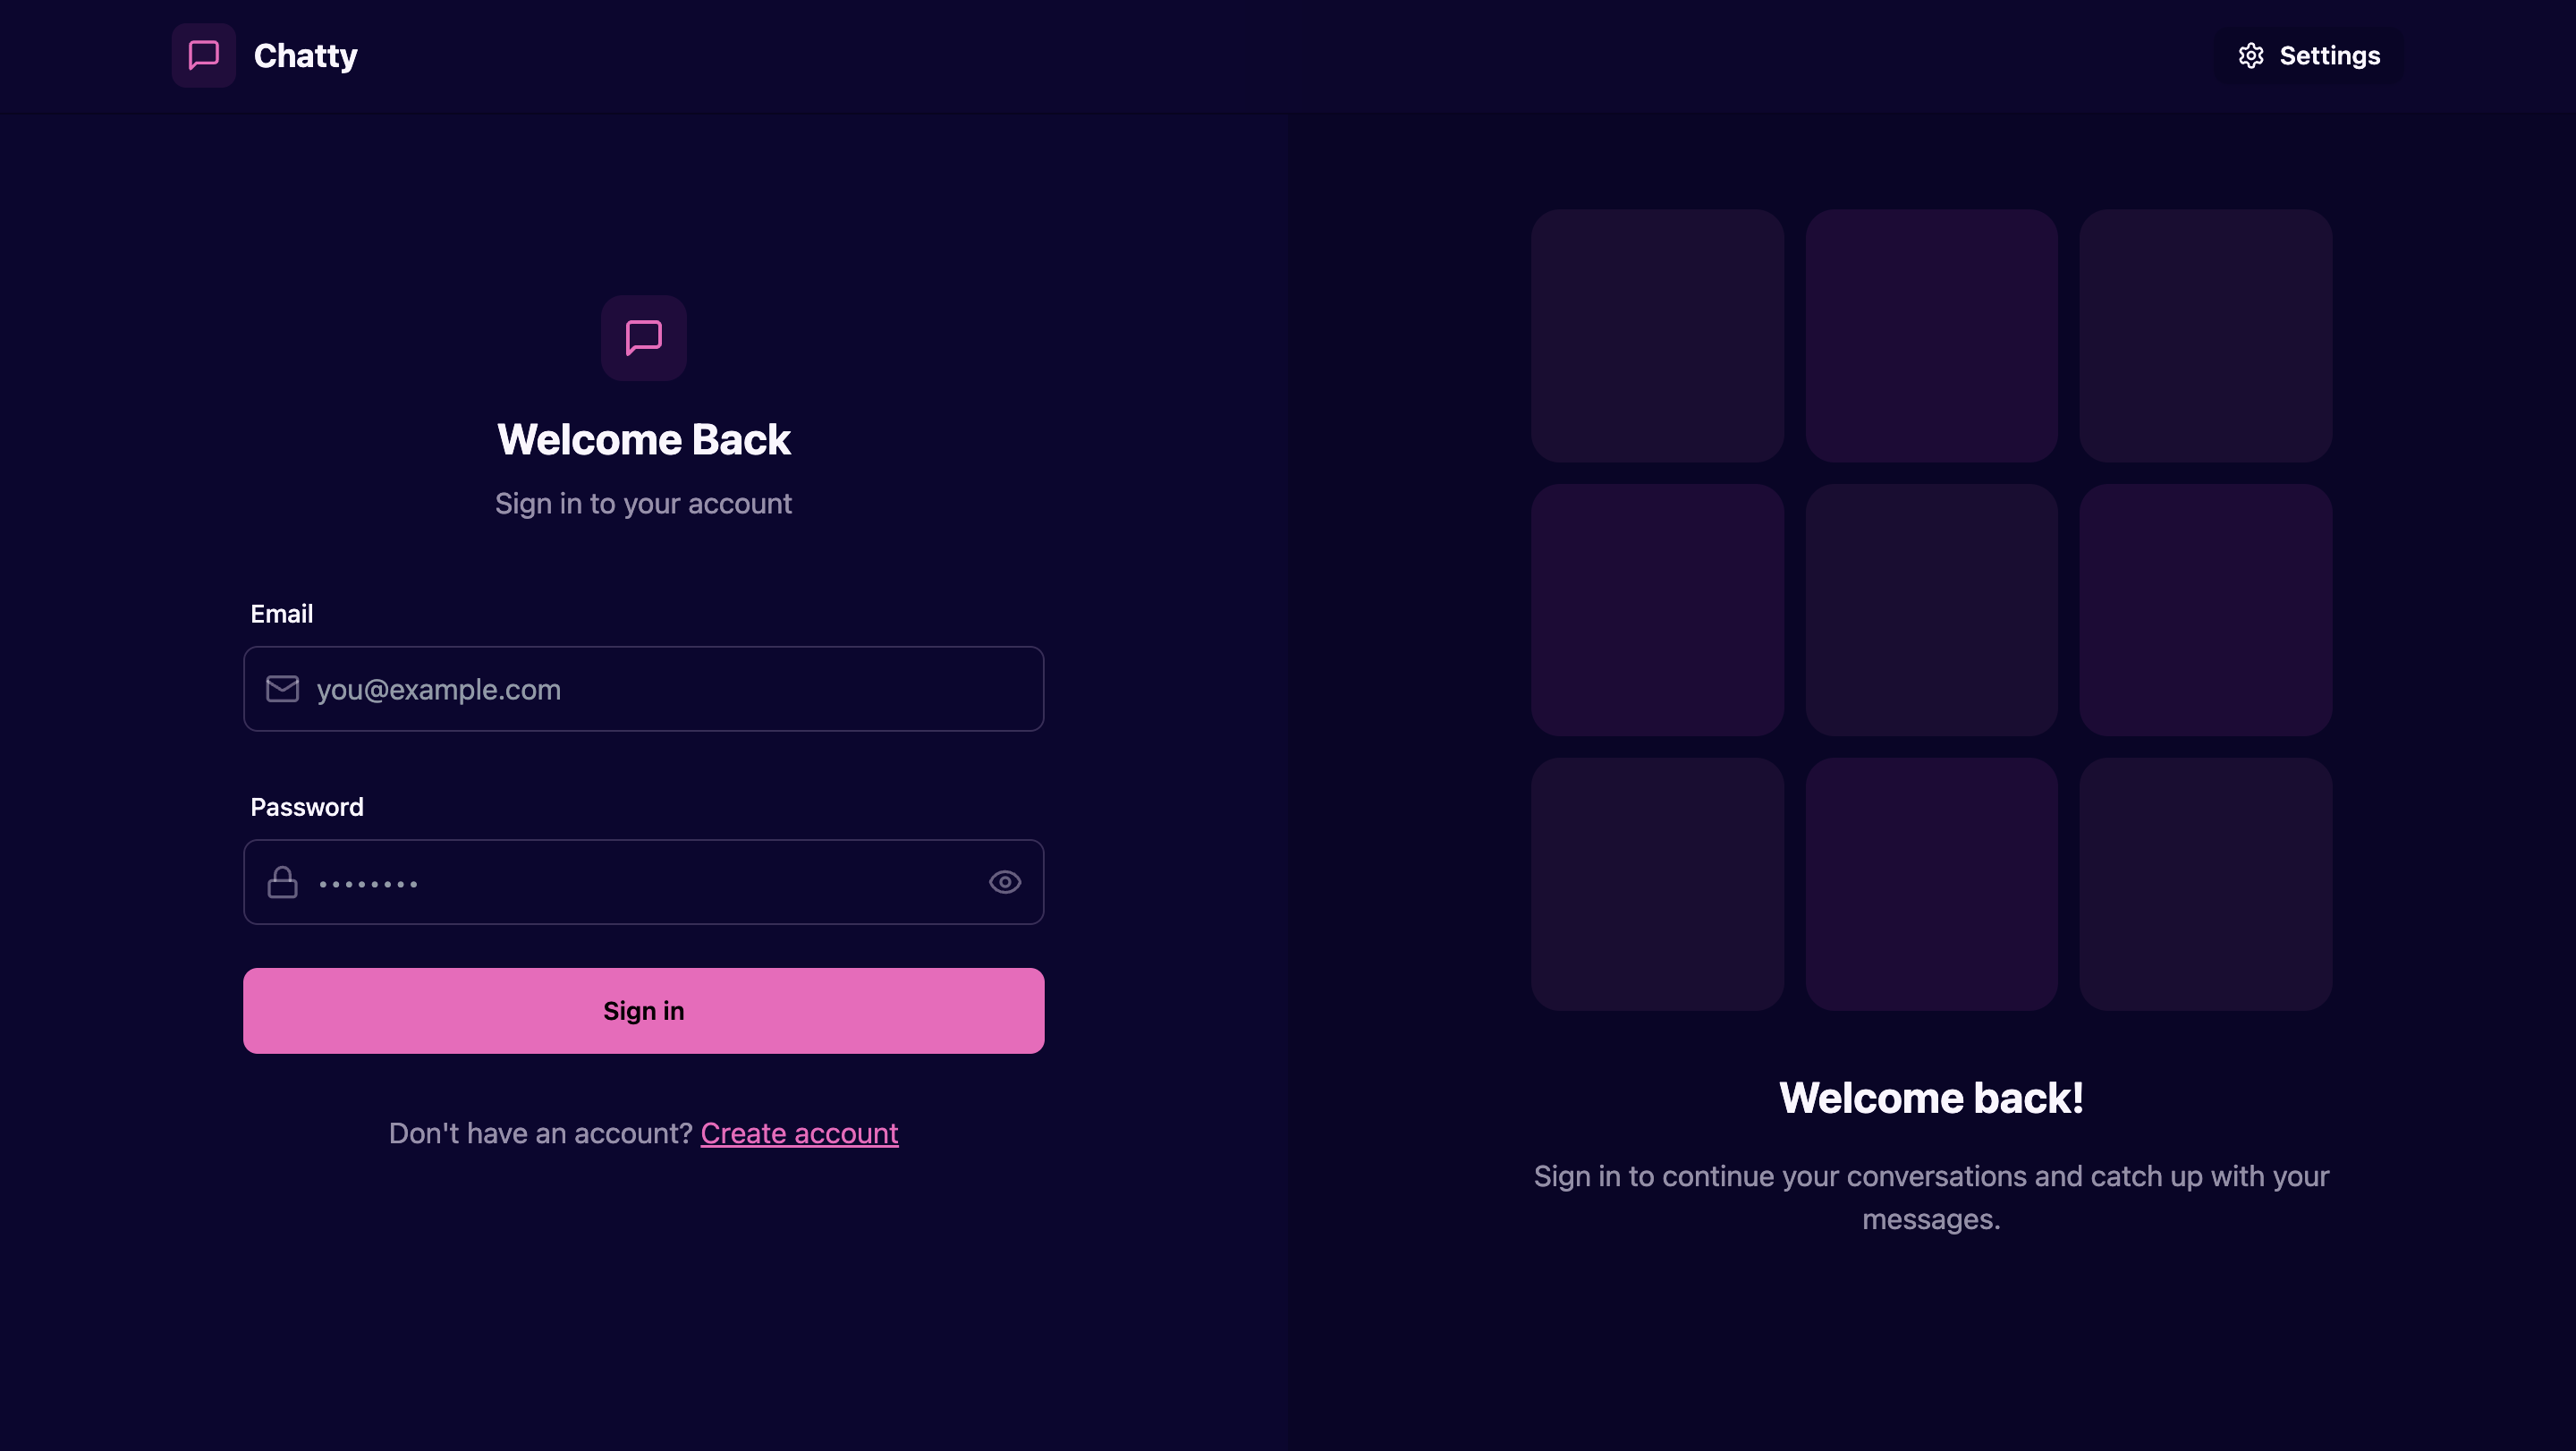 Chatty
Settings
Welcome Back
Sign in to your account
Email
you@example.com
Password
••••••••
Sign in
Don't have an account? Create account
Welcome back!
Sign in to continue your conversations and catch up with your
messages.